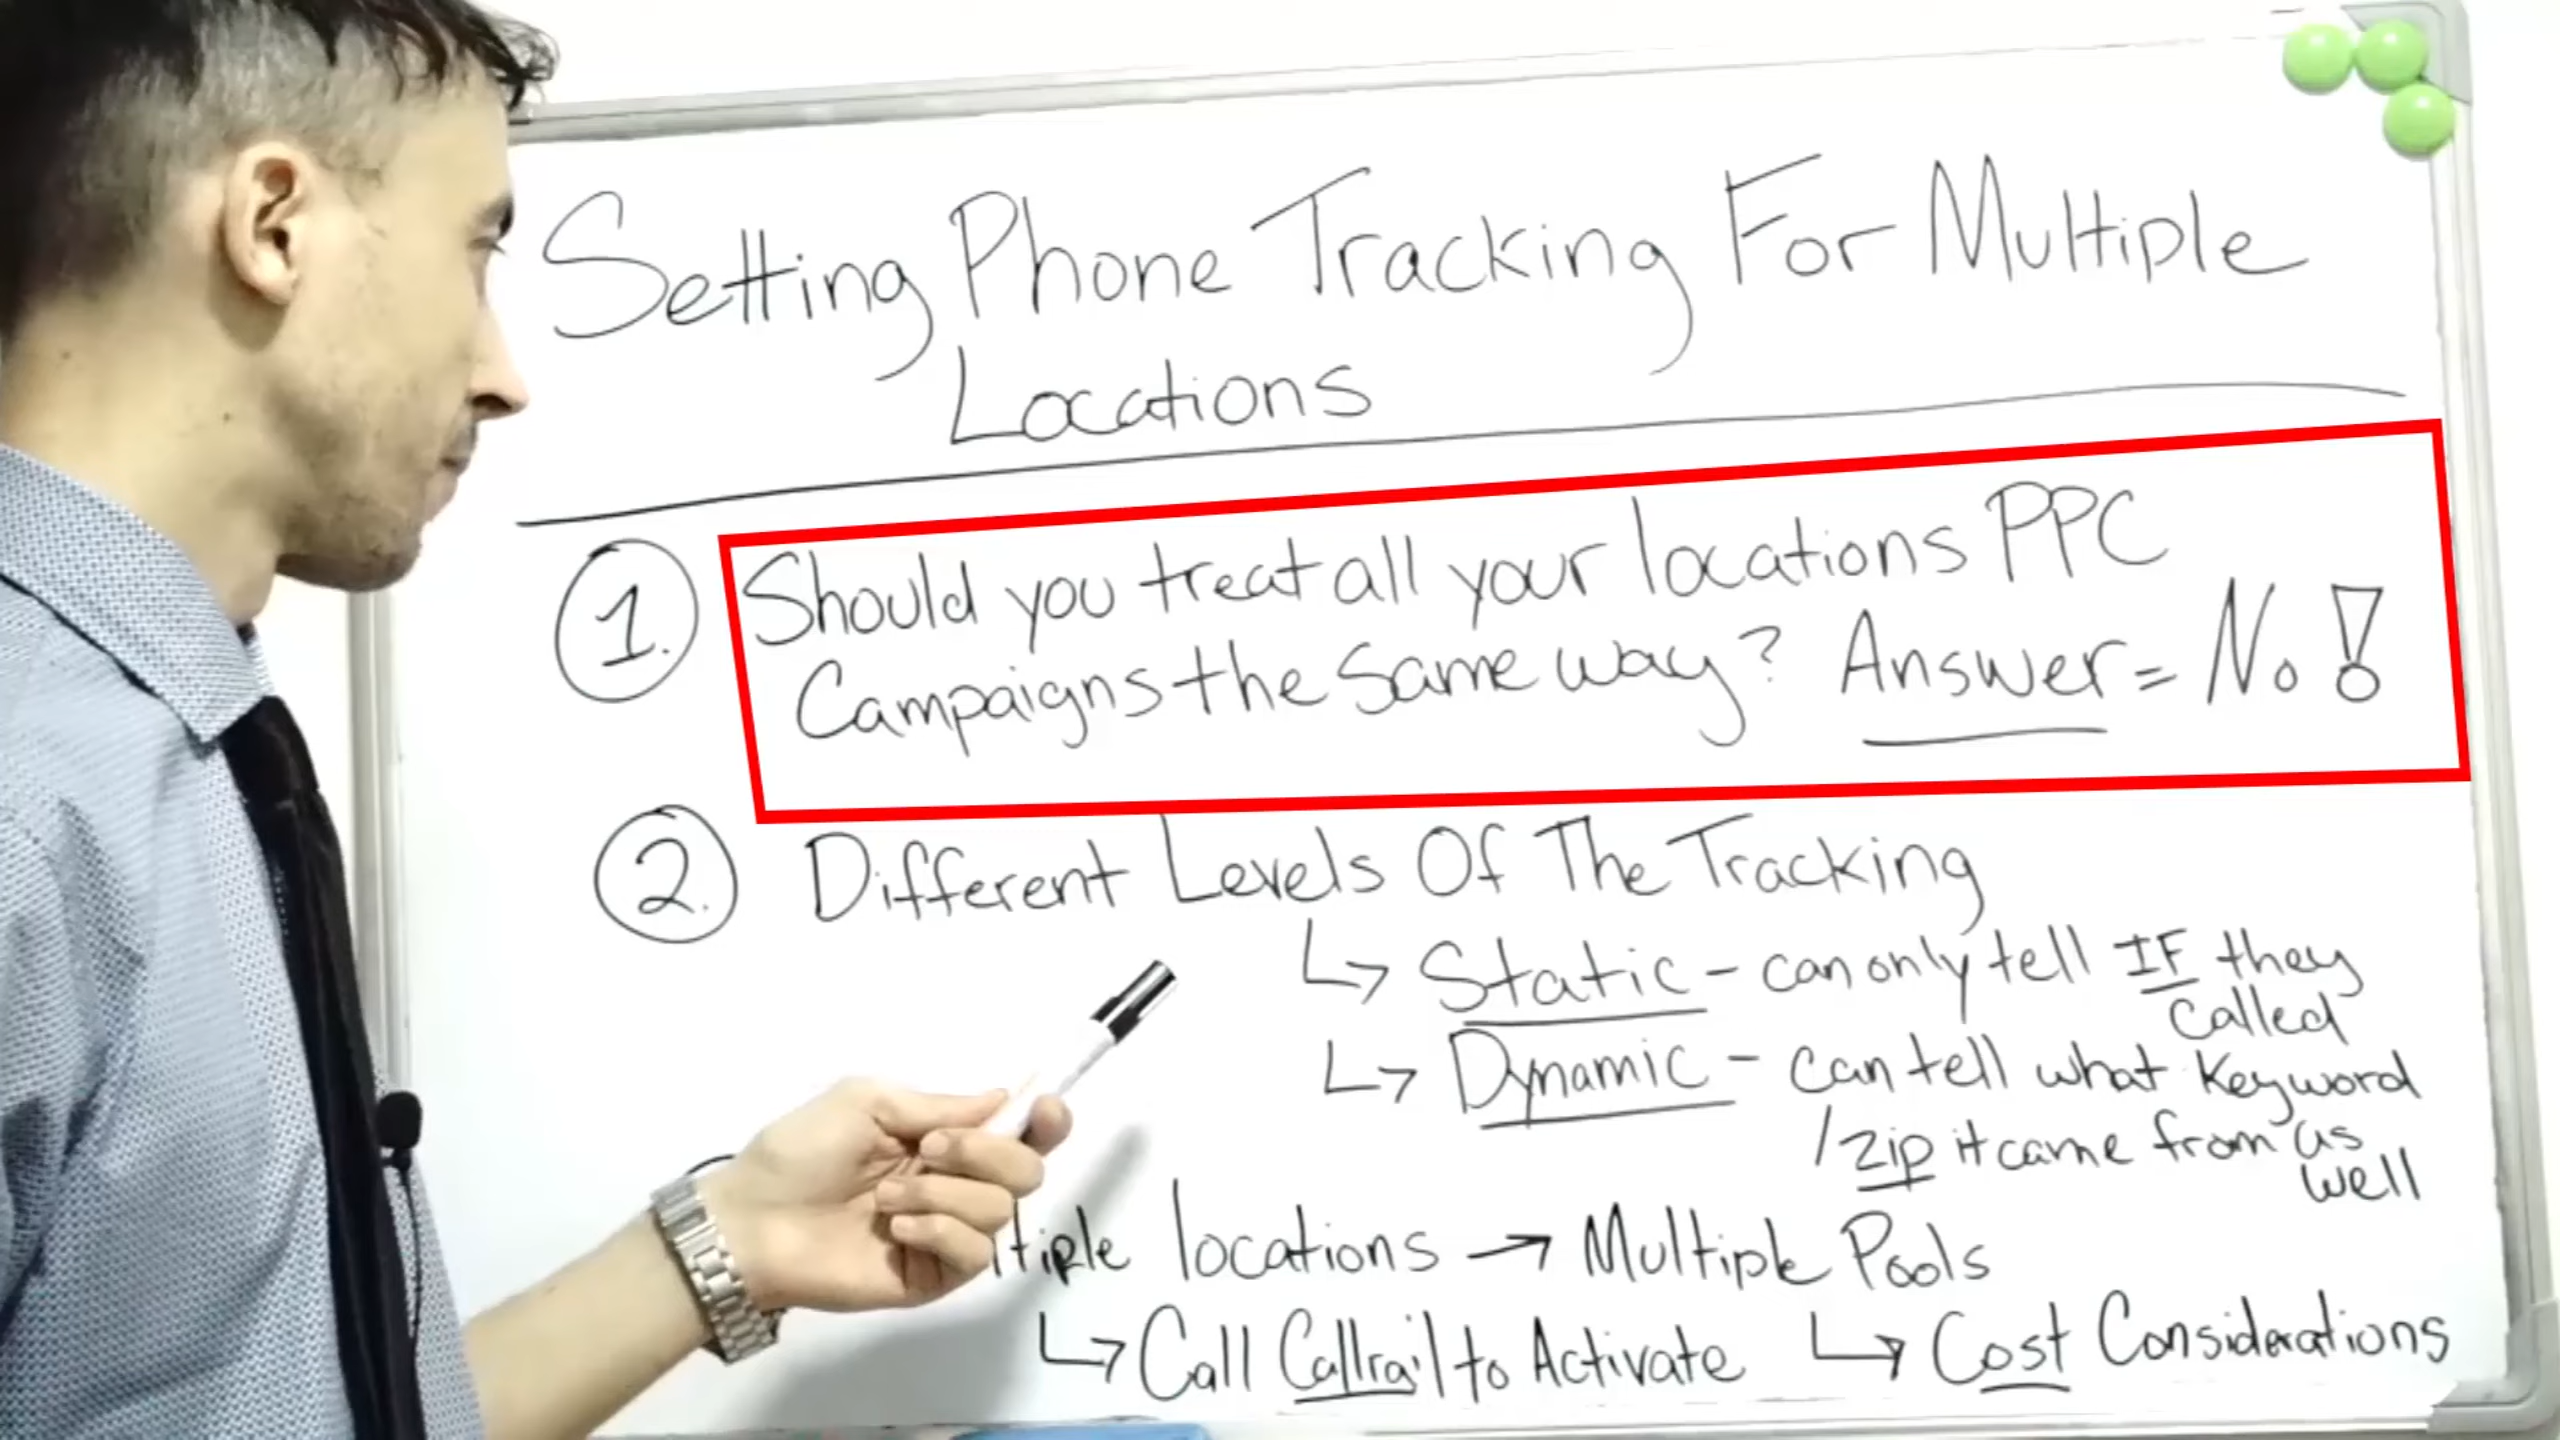 Setting Phone Tracking For Multiple
Locations
1. Should you treat all your locations PPC
Campaigns the same way? Answer = No!
2. Different Levels Of The Tracking
↳ Static - can only tell IF they
called
↳ Dynamic - can tell what keyword
/zip it came from as
well
tiple locations → Multiple Pools
↳ Call Callrail to Activate ↳ Cost Considerations